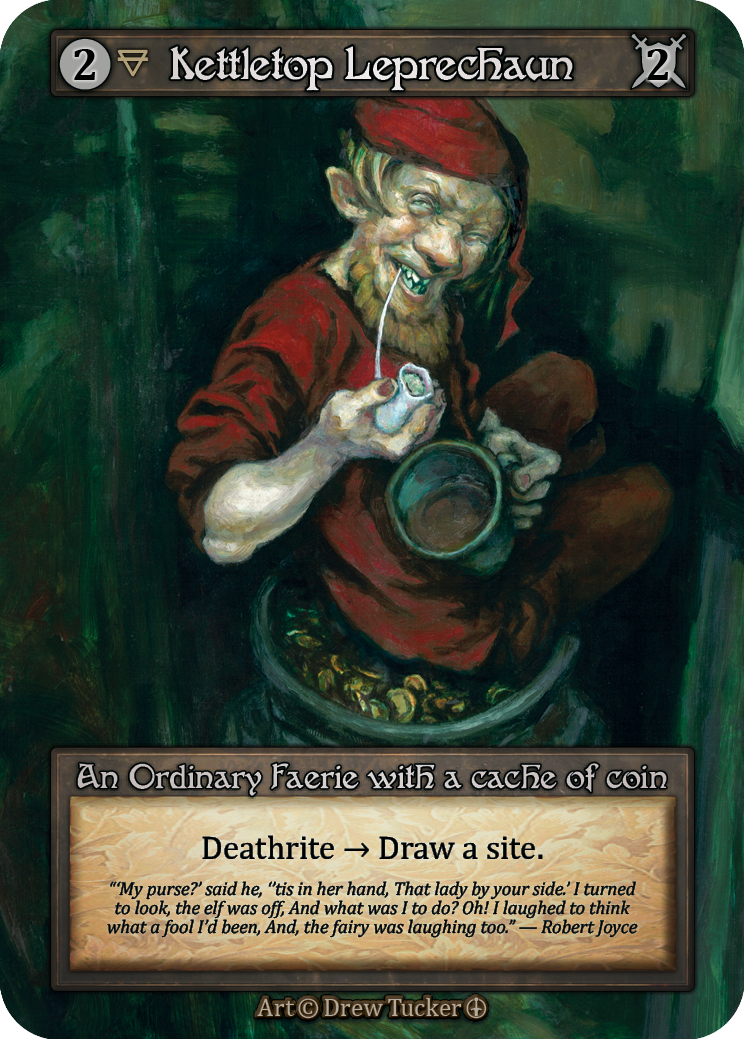 2 Kettletop Leprechaun 2
An Ordinary Faerie with a cache of coin
Deathrite → Draw a site.
“‘My purse?’ said he, “tis in her hand, That lady by your side.’ I turned
to look, the elf was off, And what was I to do? Oh! I laughed to think
what a fool I’d been, And, the fairy was laughing too.” — Robert Joyce
Art © Drew Tucker